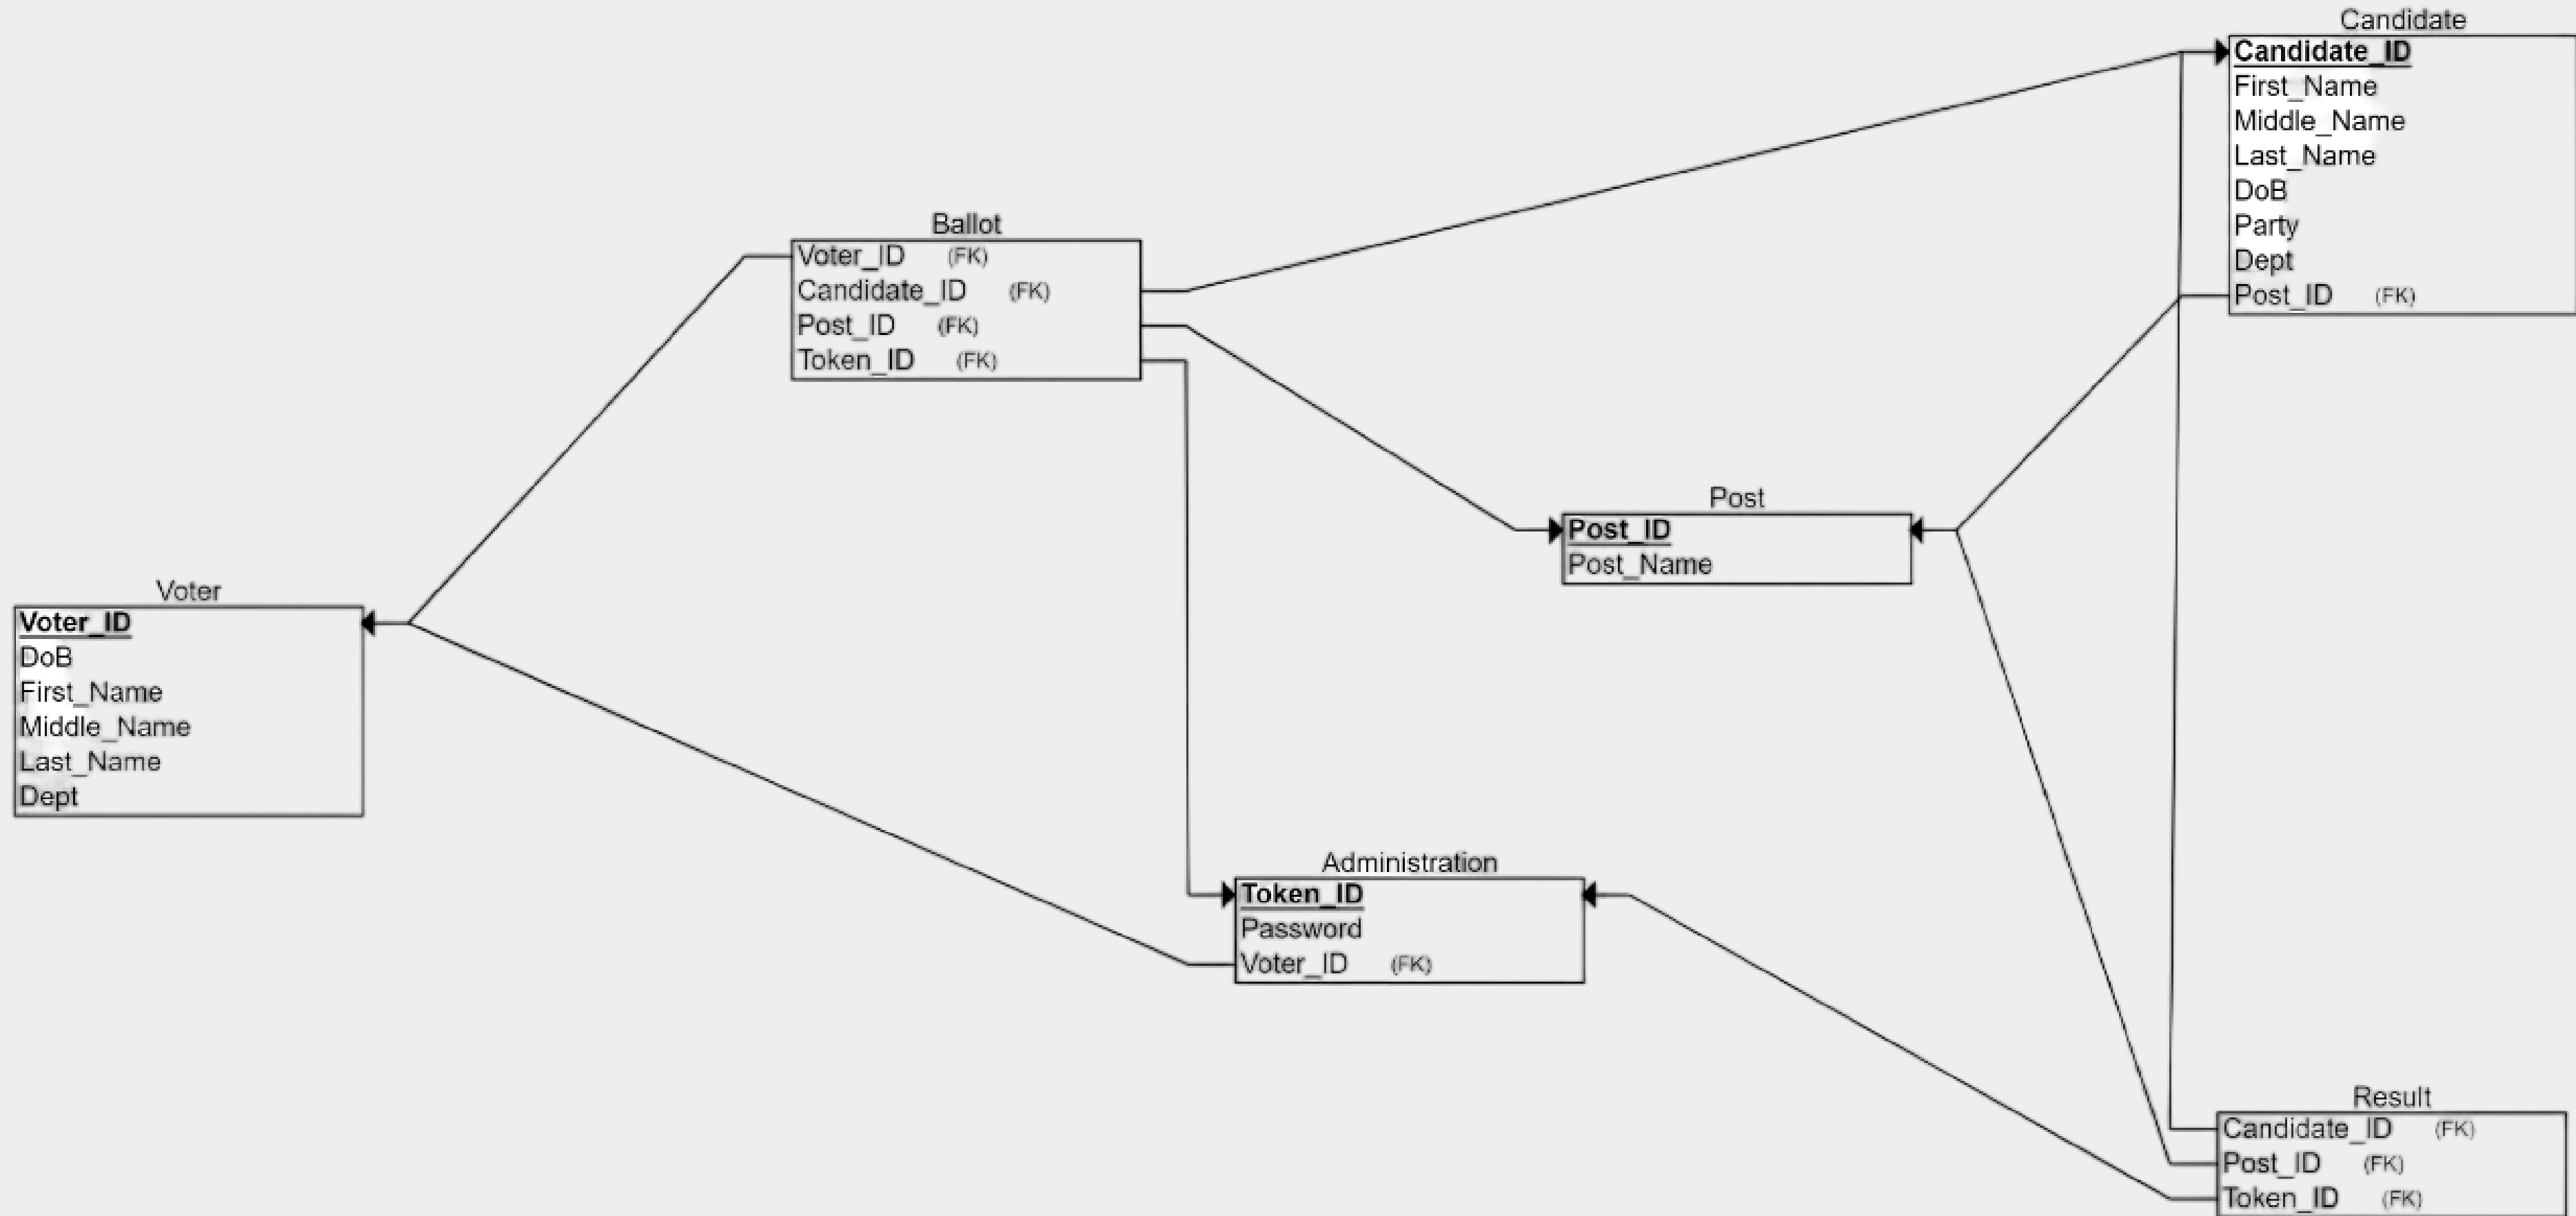 Candidate
Candidate_ID
First_Name
Middle_Name
Last_Name
DoB
Party
Dept
Post_ID (FK)
Ballot
Voter_ID (FK)
Candidate_ID (FK)
Post_ID (FK)
Token_ID (FK)
Post
Post_ID
Post_Name
Voter
Voter_ID
DoB
First_Name
Middle_Name
Last_Name
Dept
Administration
Token_ID
Password
Voter_ID (FK)
Result
Candidate_ID (FK)
Post_ID (FK)
Token_ID (FK)